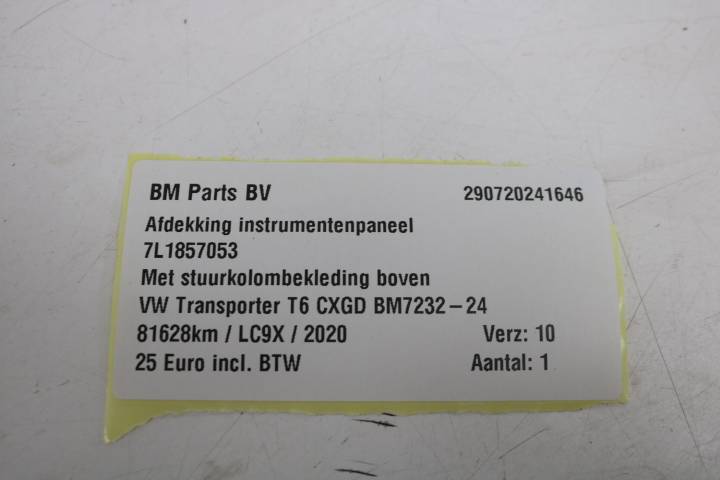 BM Parts BV 290720241646
Afdekking instrumentenpaneel
7L1857053
Met stuurkolombekleding boven
VW Transporter T6 CXGD BM7232-24
81628km / LC9X / 2020 Verz: 10
25 Euro incl. BTW Aantal: 1